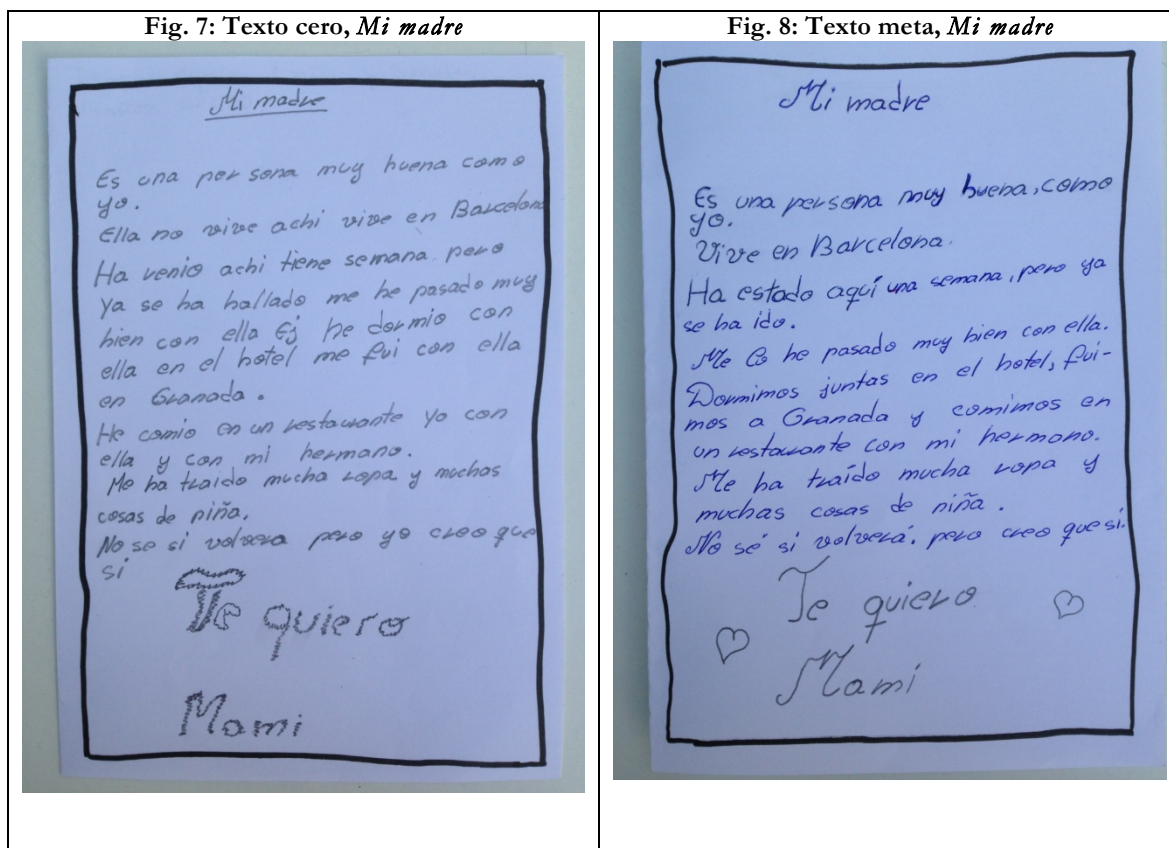 Fig. 7: Texto cero, Mi madre
Mi madre
Es una persona muy buena como
yo.
Ella no vive achi vive en Barcelona
Ha venio achi tiene semana pero
ya se ha hallado me he pasado muy
bien con ella Ej he dormio con
ella en el hotel me fui con ella
en Granada.
He comio en un restaurante yo con
ella y con mi hermano.
Me ha traido mucha ropa y muchas
cosas de niña.
No se si volvera pero yo creo que
si
Te quiero
Mami
Fig. 8: Texto meta, Mi madre
Mi madre
Es una persona muy buena, como
yo.
Vive en Barcelona.
Ha estado aquí una semana, pero ya
se ha ido.
Me lo he pasado muy bien con ella.
Dormimos juntas en el hotel, fui-
mos a Granada y comimos en
un restaurante con mi hermano.
Me ha traído mucha ropa y
muchas cosas de niña.
No sé si volverá, pero creo que si.
Te quiero
Mami